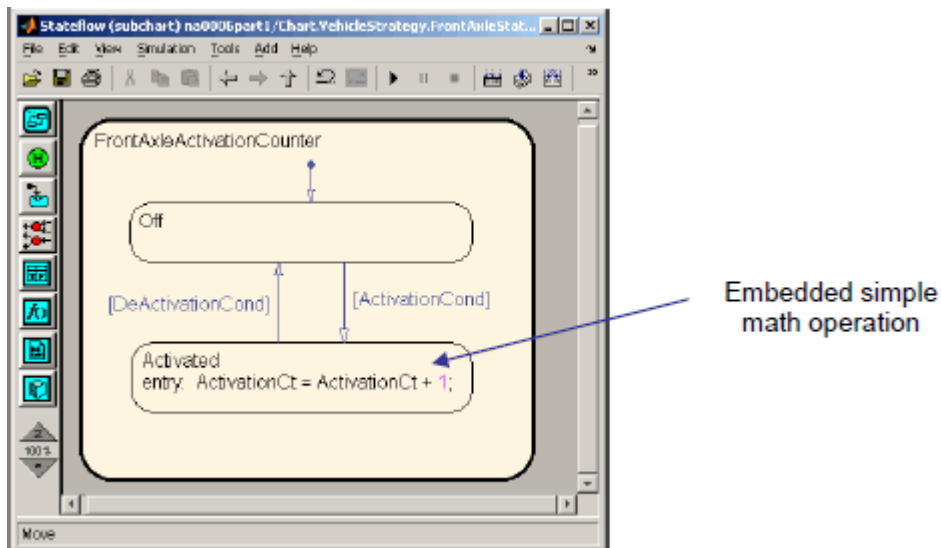 Stateflow (subchart) na0006part1/Chart.VehicleStrategy.FrontAxleStat...
File Edit View Simulation Tools Add Help
FrontAxleActivationCounter
Off
[DeActivationCond]
[ActivationCond]
Embedded simple
math operation
Activated
entry: ActivationCt = ActivationCt + 1;
100%
Move